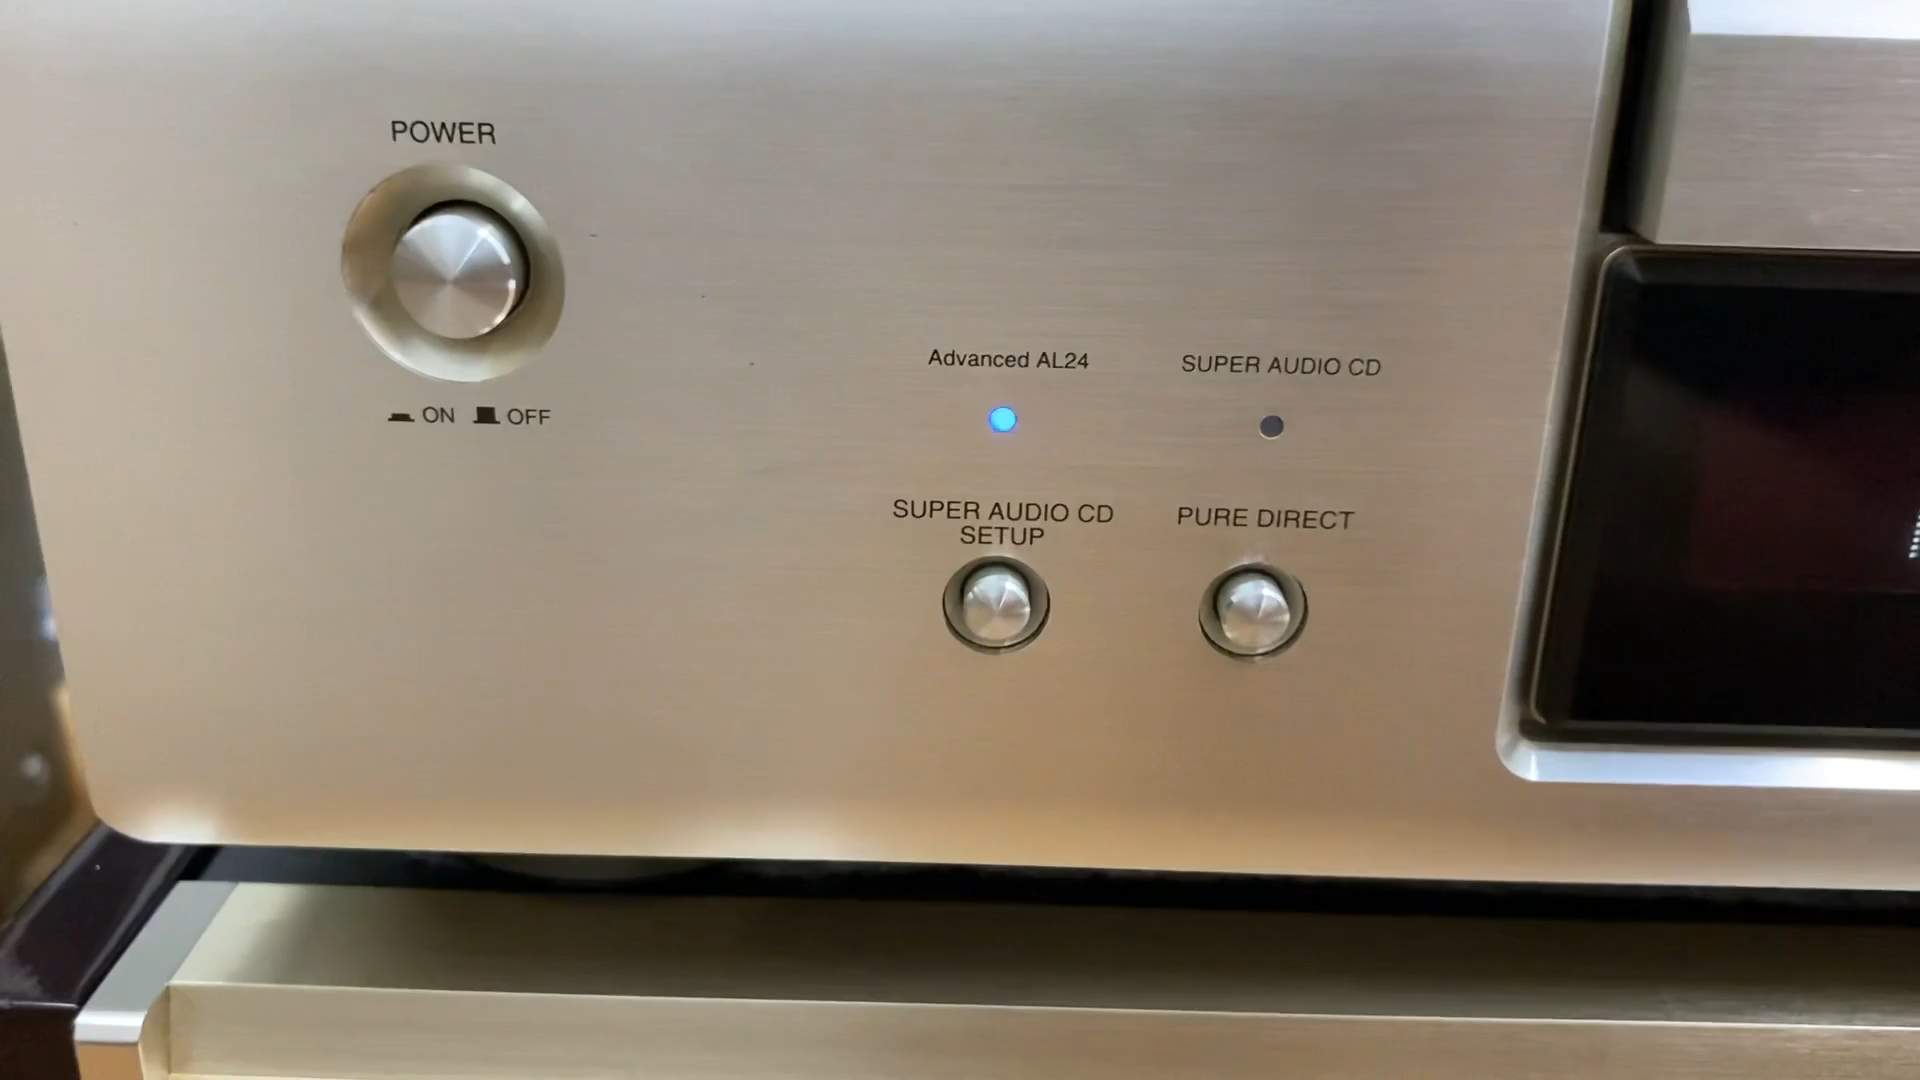 POWER
ON OFF
Advanced AL24
SUPER AUDIO CD
SUPER AUDIO CD
SETUP
PURE DIRECT